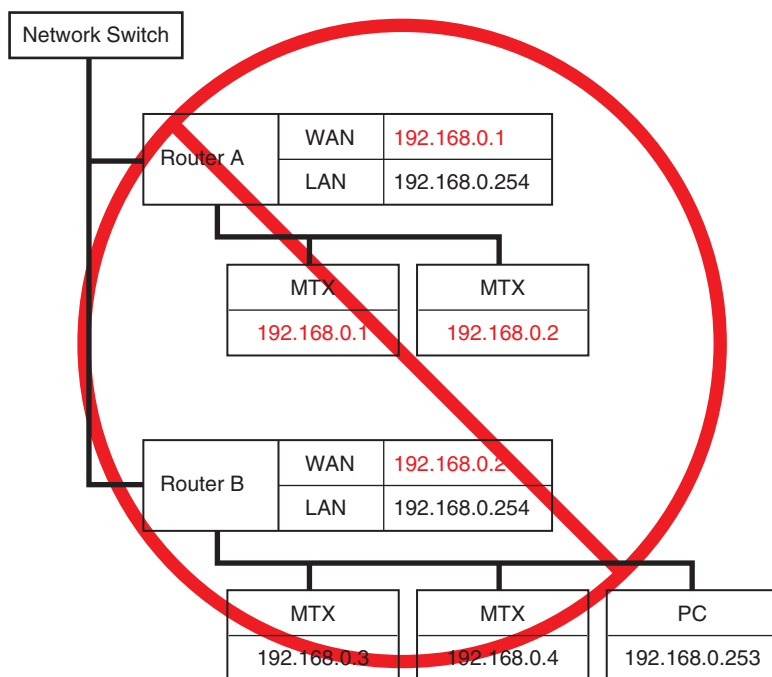 Network Switch
Router A
WAN 192.168.0.1
LAN 192.168.0.254
MTX MTX
192.168.0.1 192.168.0.2
Router B
WAN 192.168.0.2
LAN 192.168.0.254
MTX MTX PC
192.168.0.3 192.168.0.4 192.168.0.253